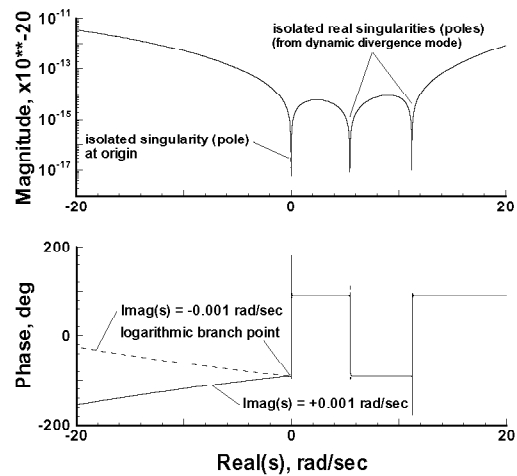 10-11
10-13
10-15
10-17
Magnitude, x10**-20
isolated real singularities (poles)
(from dynamic divergence mode)
isolated singularity (pole)
at origin
-20
0
20
200
0
-200
Phase, deg
Imag(s) = -0.001 rad/sec
logarithmic branch point
Imag(s) = +0.001 rad/sec
-20
0
20
Real(s), rad/sec